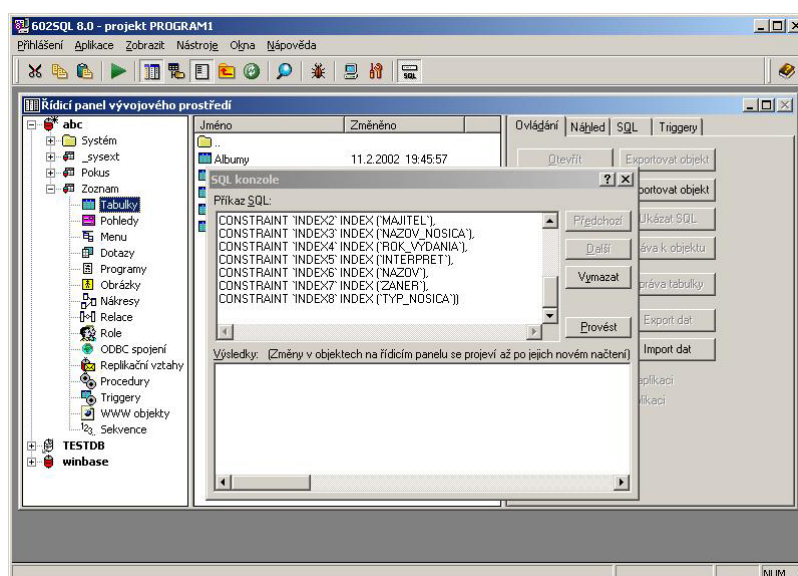 602SQL 8.0 - projekt PROGRAM1
Přihlášení Aplikace Zobrazit Nástroje Okna Nápověda
SQL
Řídicí panel vývojového prostředí
abc
Systém
_sysext
Pokus
Zoznam
Tabulky
Pohledy
Menu
Dotazy
Programy
Obrázky
Nákresy
Relace
Role
ODBC spojení
Replikační vztahy
Procedury
Triggery
WWW objekty
Sekvence
TESTDB
winbase
Jméno Změněno
..
Albumy 11.2.2002 19:45:57
Ovládání Náhled SQL Triggery
Otevřít Exportovat objekt
portovat objekt
Ukázat SQL
áva k objektu
práva tabulky
Export dat
Import dat
aplikaci
likaci
SQL konzole
Příkaz SQL:
CONSTRAINT `INDEX2` INDEX (`MAJITEL`),
CONSTRAINT `INDEX3` INDEX (`NAZOV_NOSICA`),
CONSTRAINT `INDEX4` INDEX (`ROK_VYDANIA`),
CONSTRAINT `INDEX5` INDEX (`INTERPRET`),
CONSTRAINT `INDEX6` INDEX (`NAZOV`),
CONSTRAINT `INDEX7` INDEX (`ZANER`),
CONSTRAINT `INDEX8` INDEX (`TYP_NOSICA`))
Předchozí
Další
Vymazat
Provést
Výsledky: (Změny v objektech na řídicím panelu se projeví až po jejich novém načtení)
NUM